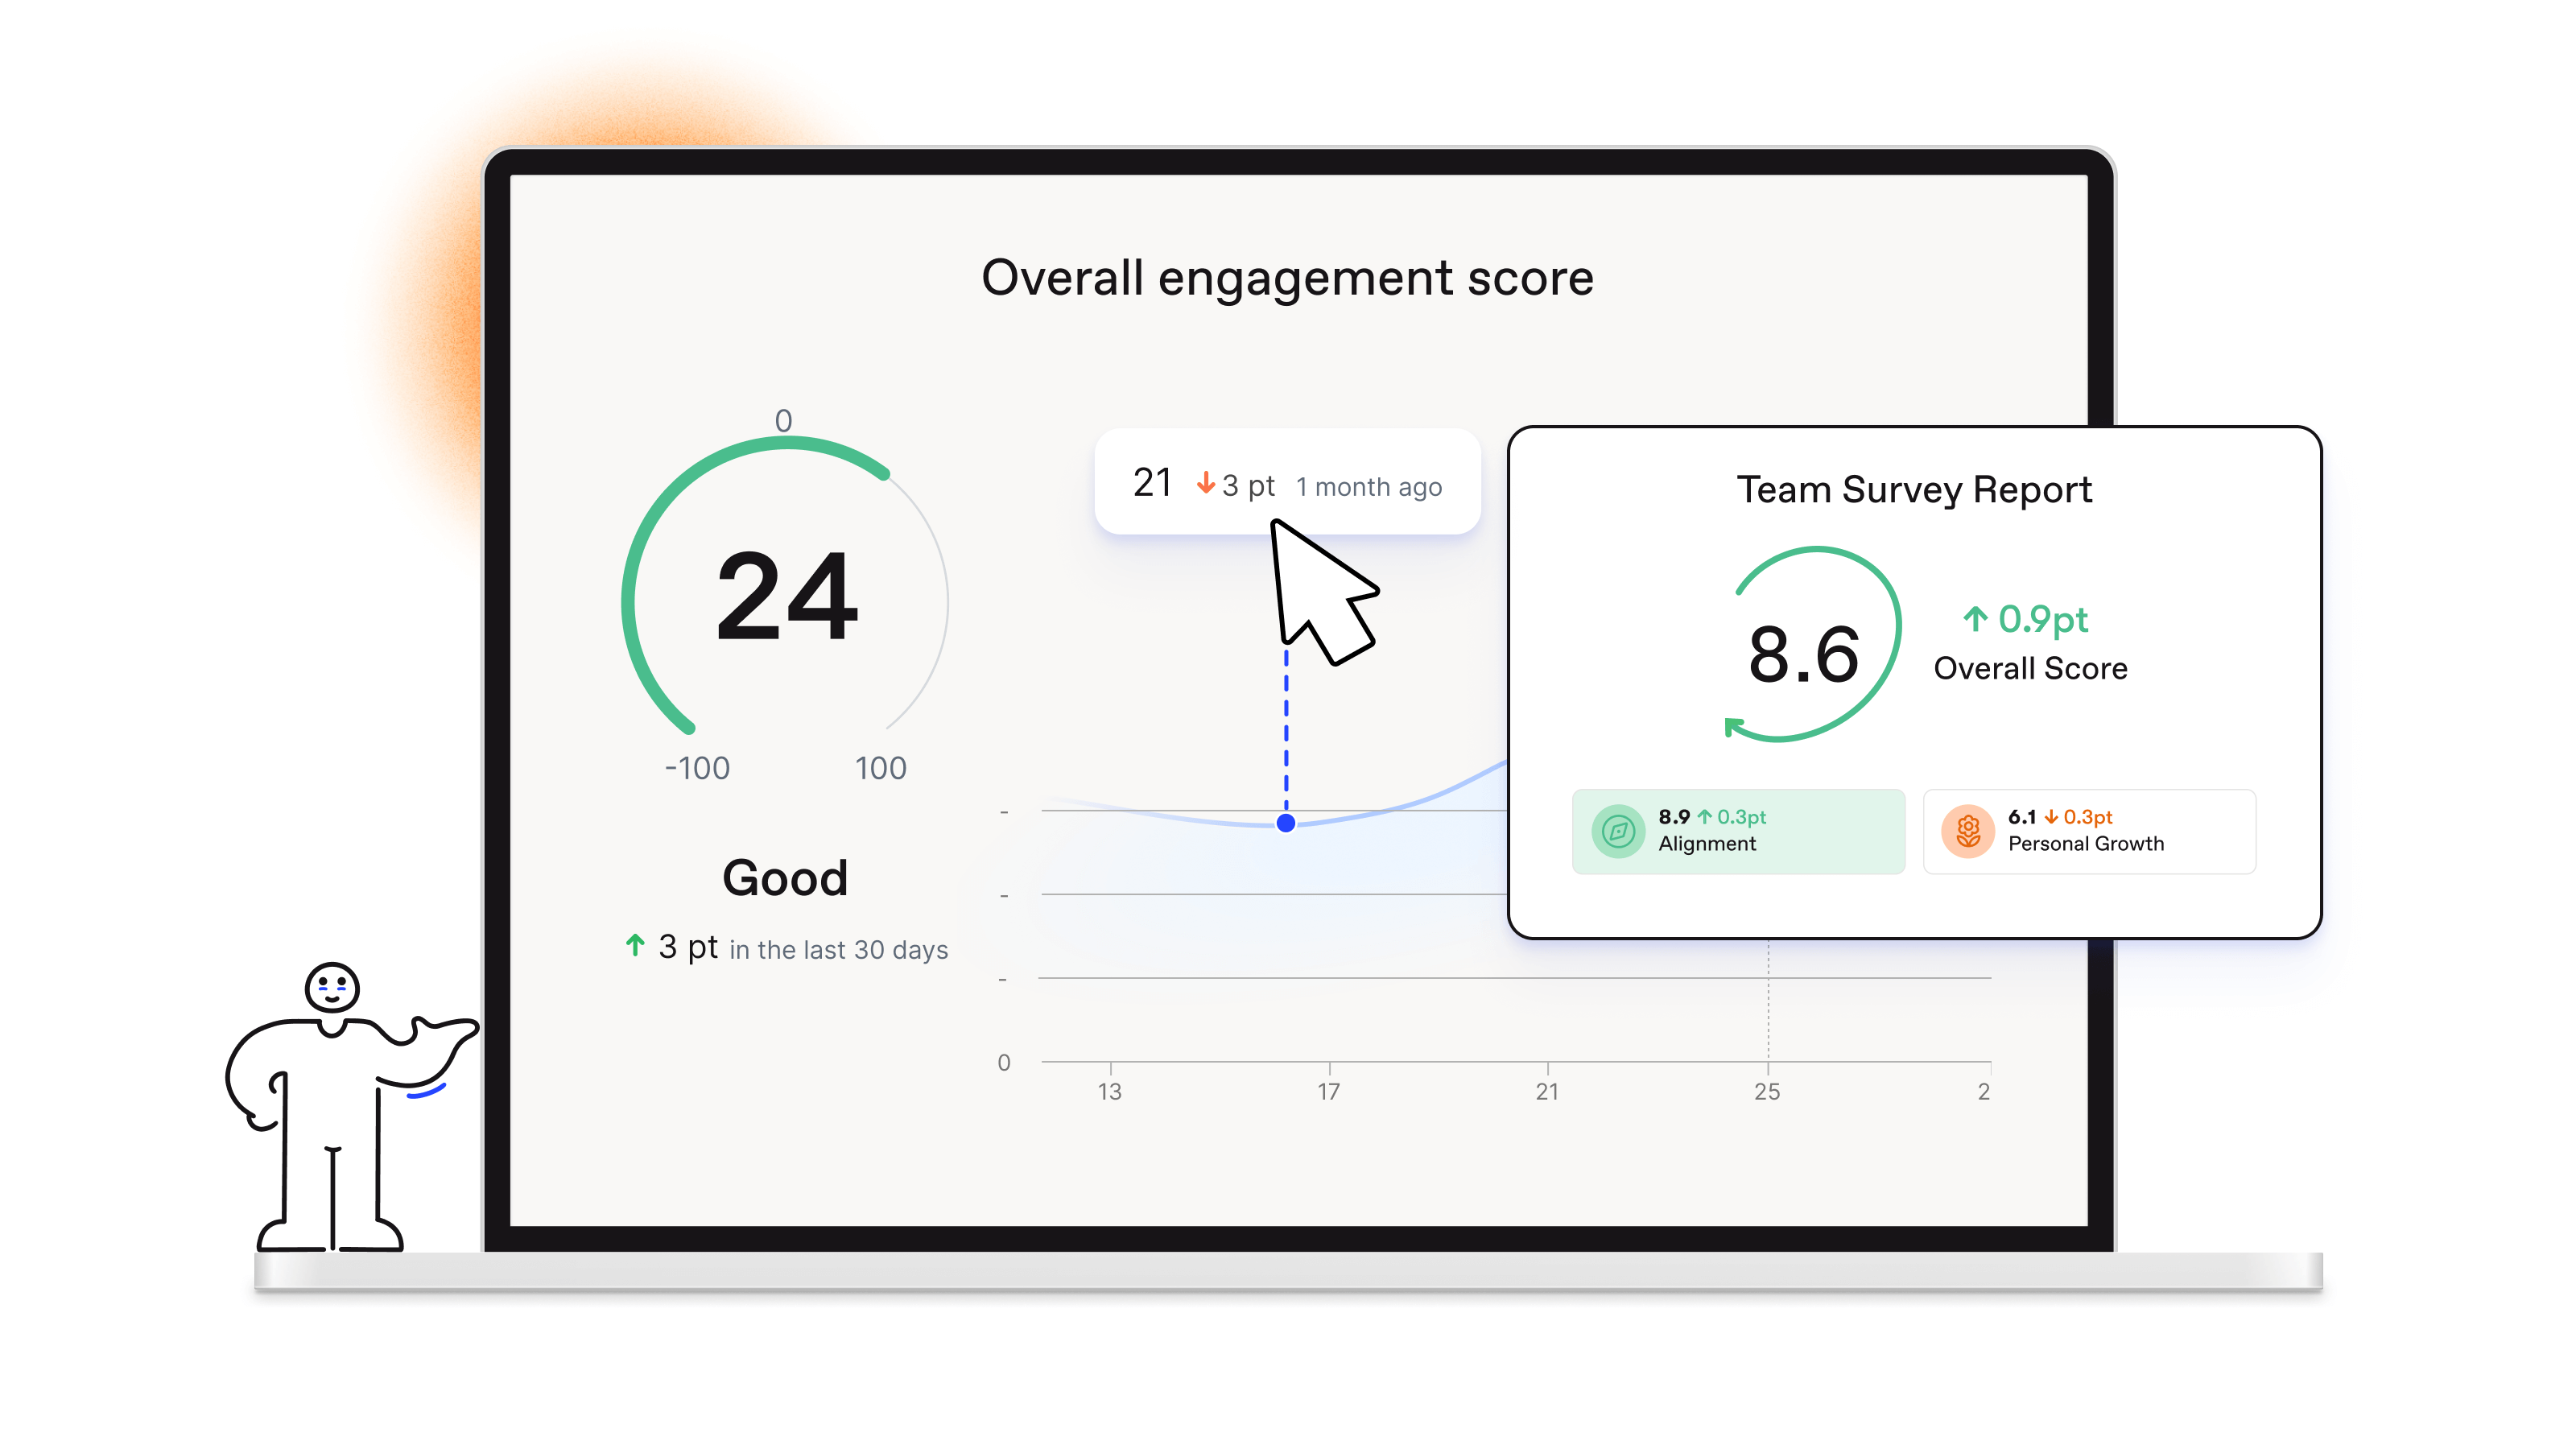 Overall engagement score
0
24
-100 100
Good
↑ 3 pt in the last 30 days
21 ↓ 3 pt 1 month ago
-
-
-
0
13 17 21 25 2
Team Survey Report
8.6
↑ 0.9pt
Overall Score
8.9 ↑ 0.3pt
Alignment
6.1 ↓ 0.3pt
Personal Growth